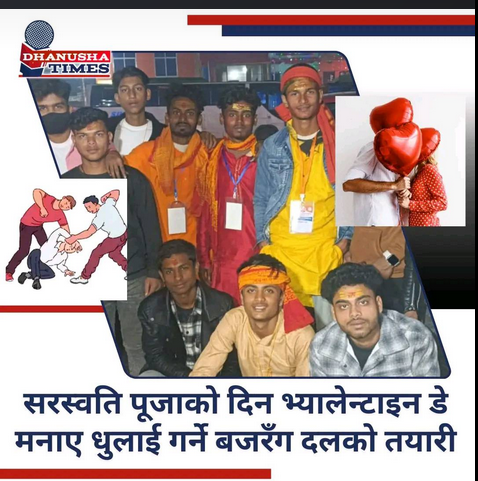 DHANUSHA
TIMES
सरस्वति पूजाको दिन भ्यालेन्टाइन डे
मनाए धुलाई गर्ने बजरँग दलको तयारी